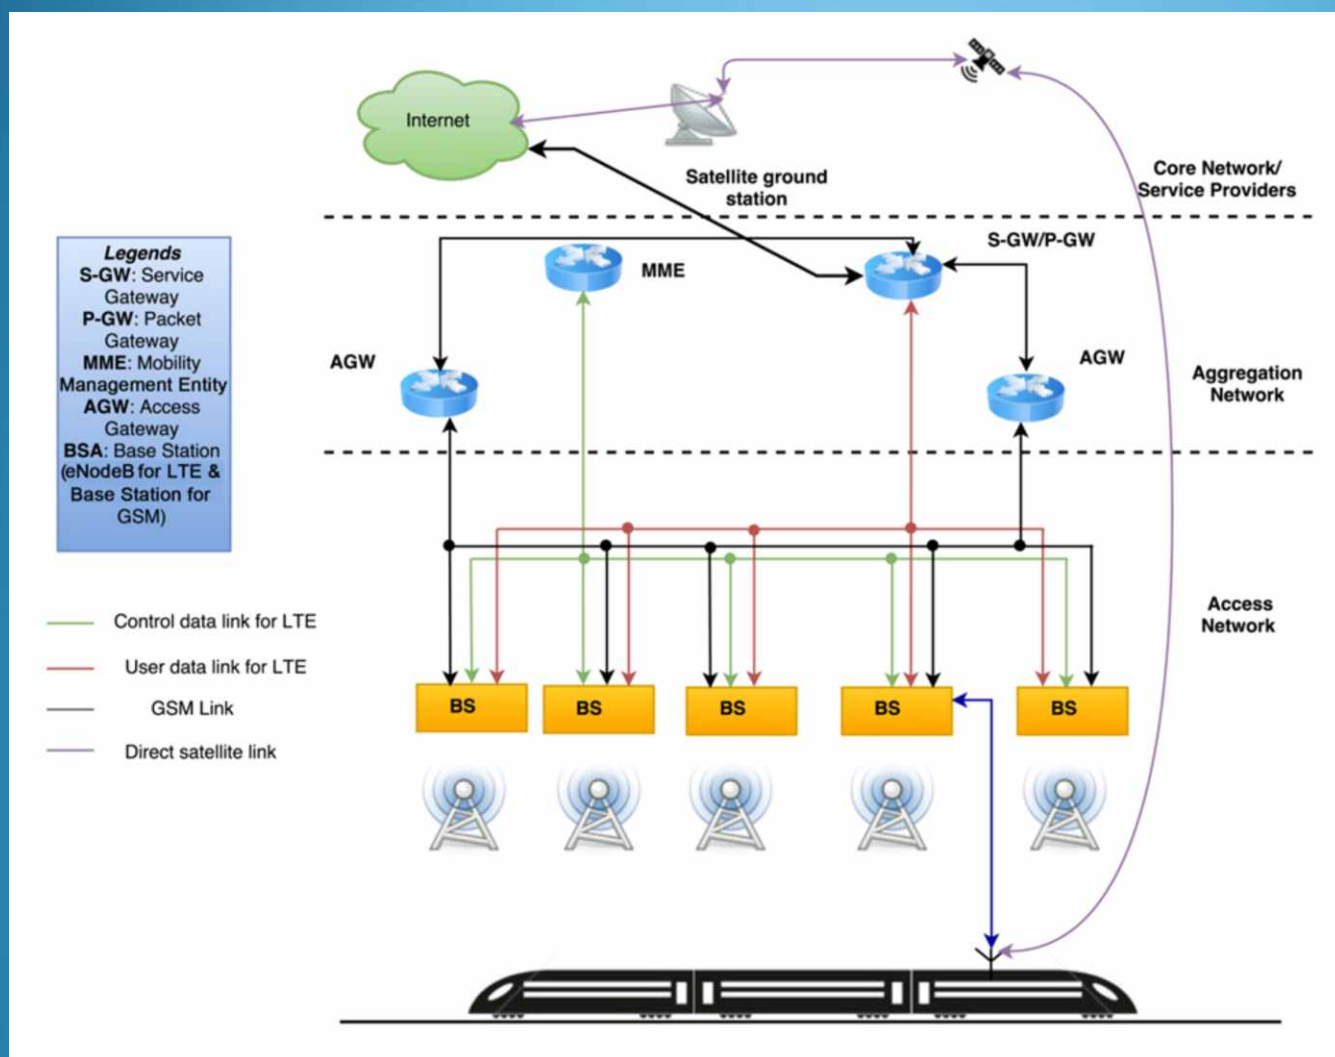 Internet
Satellite ground
station
Core Network/
Service Providers
Legends
S-GW: Service
Gateway
P-GW: Packet
Gateway
MME: Mobility
Management Entity
AGW: Access
Gateway
BSA: Base Station
(eNodeB for LTE &
Base Station for
GSM)
MME
S-GW/P-GW
AGW
AGW
Aggregation
Network
Access
Network
Control data link for LTE
User data link for LTE
GSM Link
Direct satellite link
BS
BS
BS
BS
BS